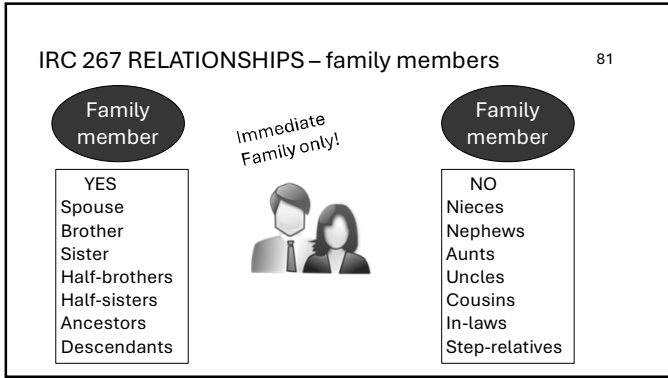 IRC 267 RELATIONSHIPS – family members
81
Family
member
Immediate
Family only!
Family
member
YES
Spouse
Brother
Sister
Half-brothers
Half-sisters
Ancestors
Descendants
NO
Nieces
Nephews
Aunts
Uncles
Cousins
In-laws
Step-relatives